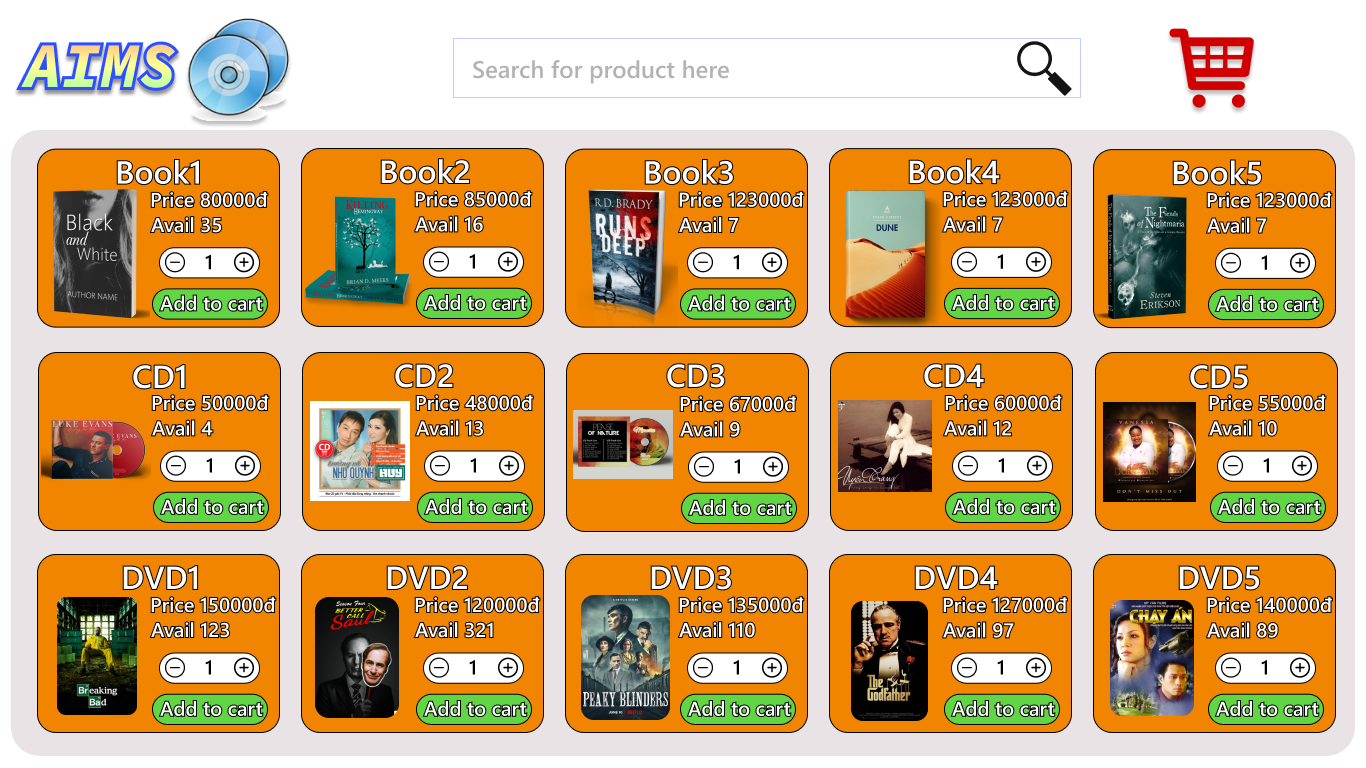 AIMS
Search for product here
Book1
Price 80000đ
Avail 35
1
Add to cart
Black
and
White
AUTHOR NAME
Book2
Price 85000đ
Avail 16
1
Add to cart
KILLING
HEMINGWAY
BRIAN D. MEEKS
Book3
Price 123000đ
Avail 7
1
Add to cart
R.D. BRADY
RUNS
DEEP
Book4
Price 123000đ
Avail 7
1
Add to cart
DUNE
Book5
Price 123000đ
Avail 7
1
Add to cart
The Fiends
of Nightmaria
Steven
ERIKSON
CD1
Price 50000đ
Avail 4
1
Add to cart
LUKE EVANS
CD2
Price 48000đ
Avail 13
1
Add to cart
CD
NHƯ QUỲNH
HUY
CD3
Price 67000đ
Avail 9
1
Add to cart
OF NATURE
CD4
Price 60000đ
Avail 12
1
Add to cart
CD5
Price 55000đ
Avail 10
1
Add to cart
DON'T MISS OUT
DVD1
Price 150000đ
Avail 123
1
Add to cart
Breaking
Bad
DVD2
Price 120000đ
Avail 321
1
Add to cart
SEASON FOUR
BETTER-
CALL
Saul
DVD3
Price 135000đ
Avail 110
1
Add to cart
PEAKY BLINDERS
DVD4
Price 127000đ
Avail 97
1
Add to cart
The
Godfather
DVD5
Price 140000đ
Avail 89
1
Add to cart
CHẠY ÁN